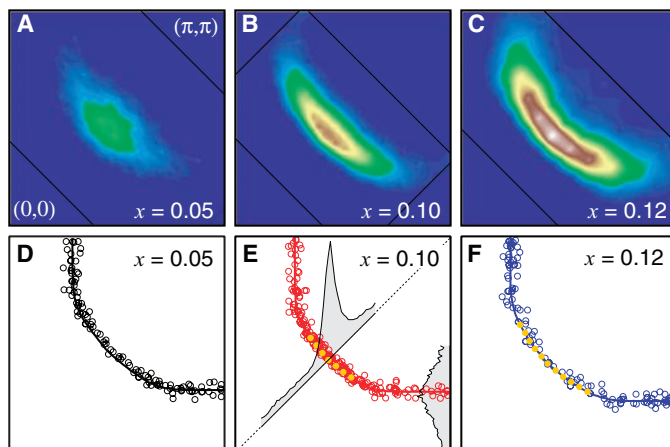 A
(π,π)
(0,0)
x = 0.05
B
x = 0.10
C
x = 0.12
D
x = 0.05
E
x = 0.10
F
x = 0.12